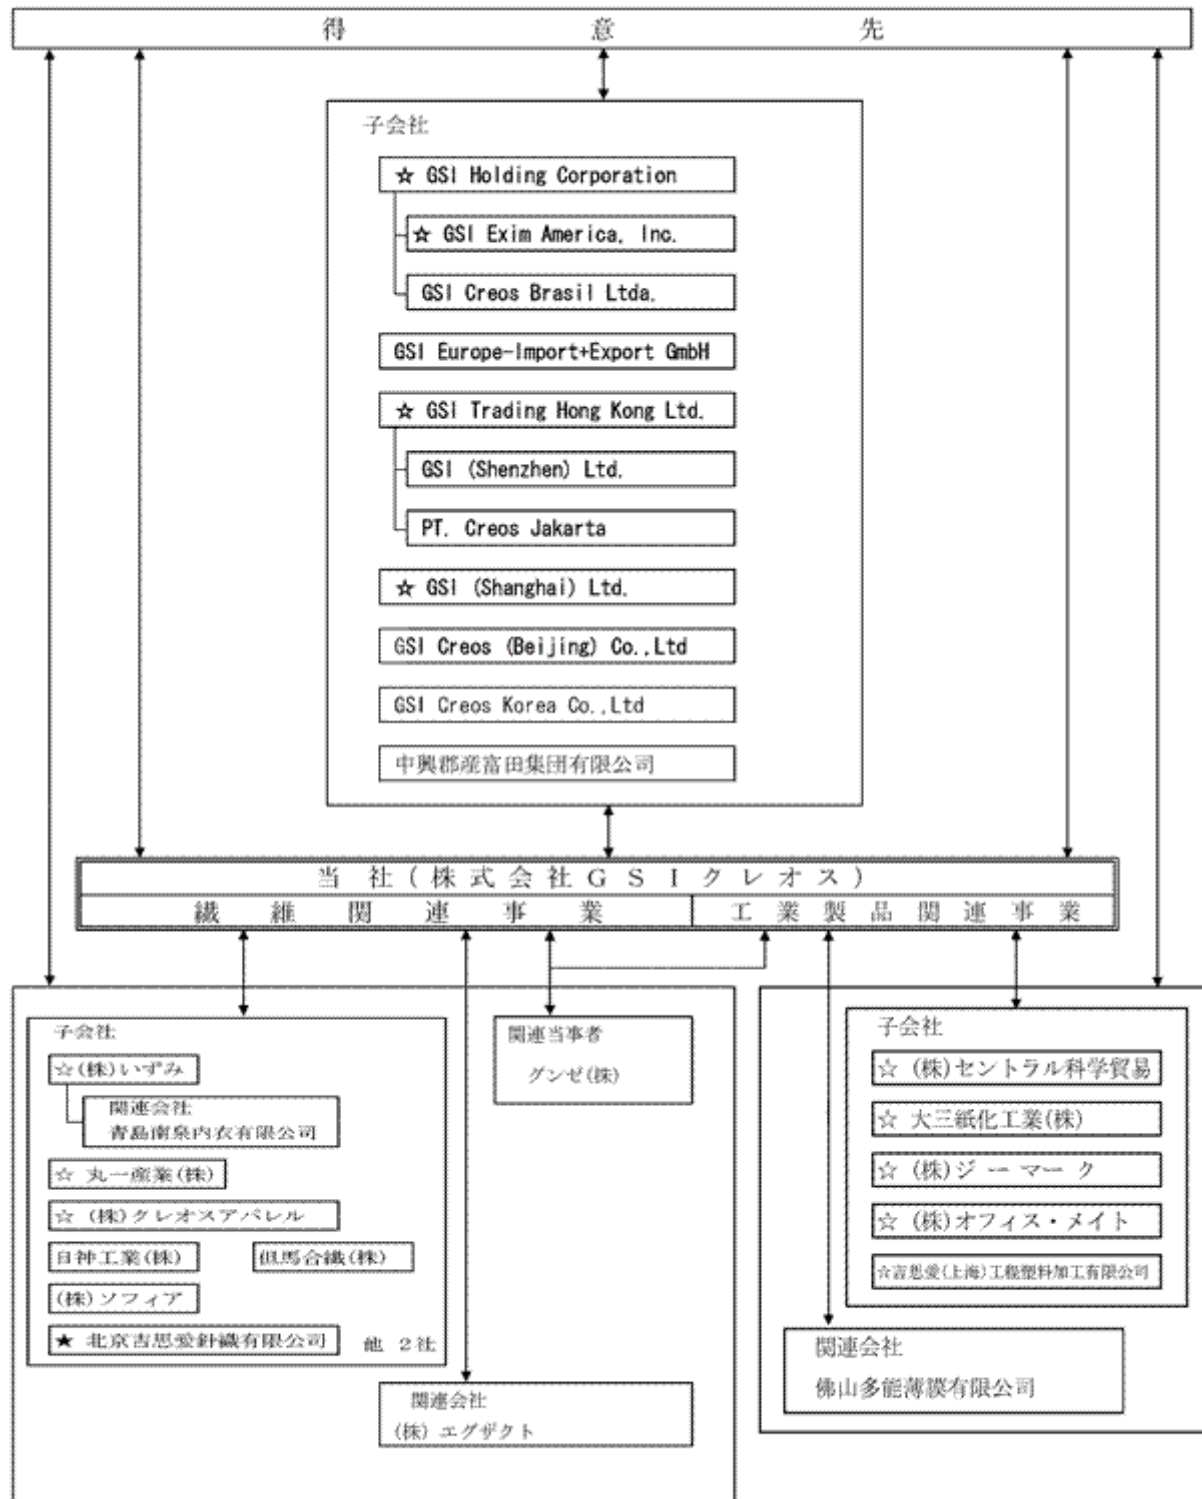 得意先
子会社
☆ GSI Holding Corporation
☆ GSI Exim America, Inc.
GSI Creos Brasil Ltda.
GSI Europe-Import+Export GmbH
☆ GSI Trading Hong Kong Ltd.
GSI (Shenzhen) Ltd.
PT. Creos Jakarta
☆ GSI (Shanghai) Ltd.
GSI Creos (Beijing) Co.,Ltd
GSI Creos Korea Co.,Ltd
中興郡産富田集団有限公司
当社(株式会社GSIクレオス)
繊維関連事業
工業製品関連事業
子会社
☆(株)いずみ
関連会社
青島南泉内衣有限公司
☆ 丸一産業(株)
☆ (株)クレオスアパレル
日神工業(株)
但馬合繊(株)
(株)ソフィア
★ 北京吉思愛針織有限公司
他 2社
関連当事者
グンゼ(株)
関連会社
(株) エグザクト
子会社
☆ (株)セントラル科学貿易
☆ 大三紙化工業(株)
☆ (株)ジーマーク
☆ (株)オフィス・メイト
☆吉思愛(上海)工程塑料加工有限公司
関連会社
佛山多能薄膜有限公司